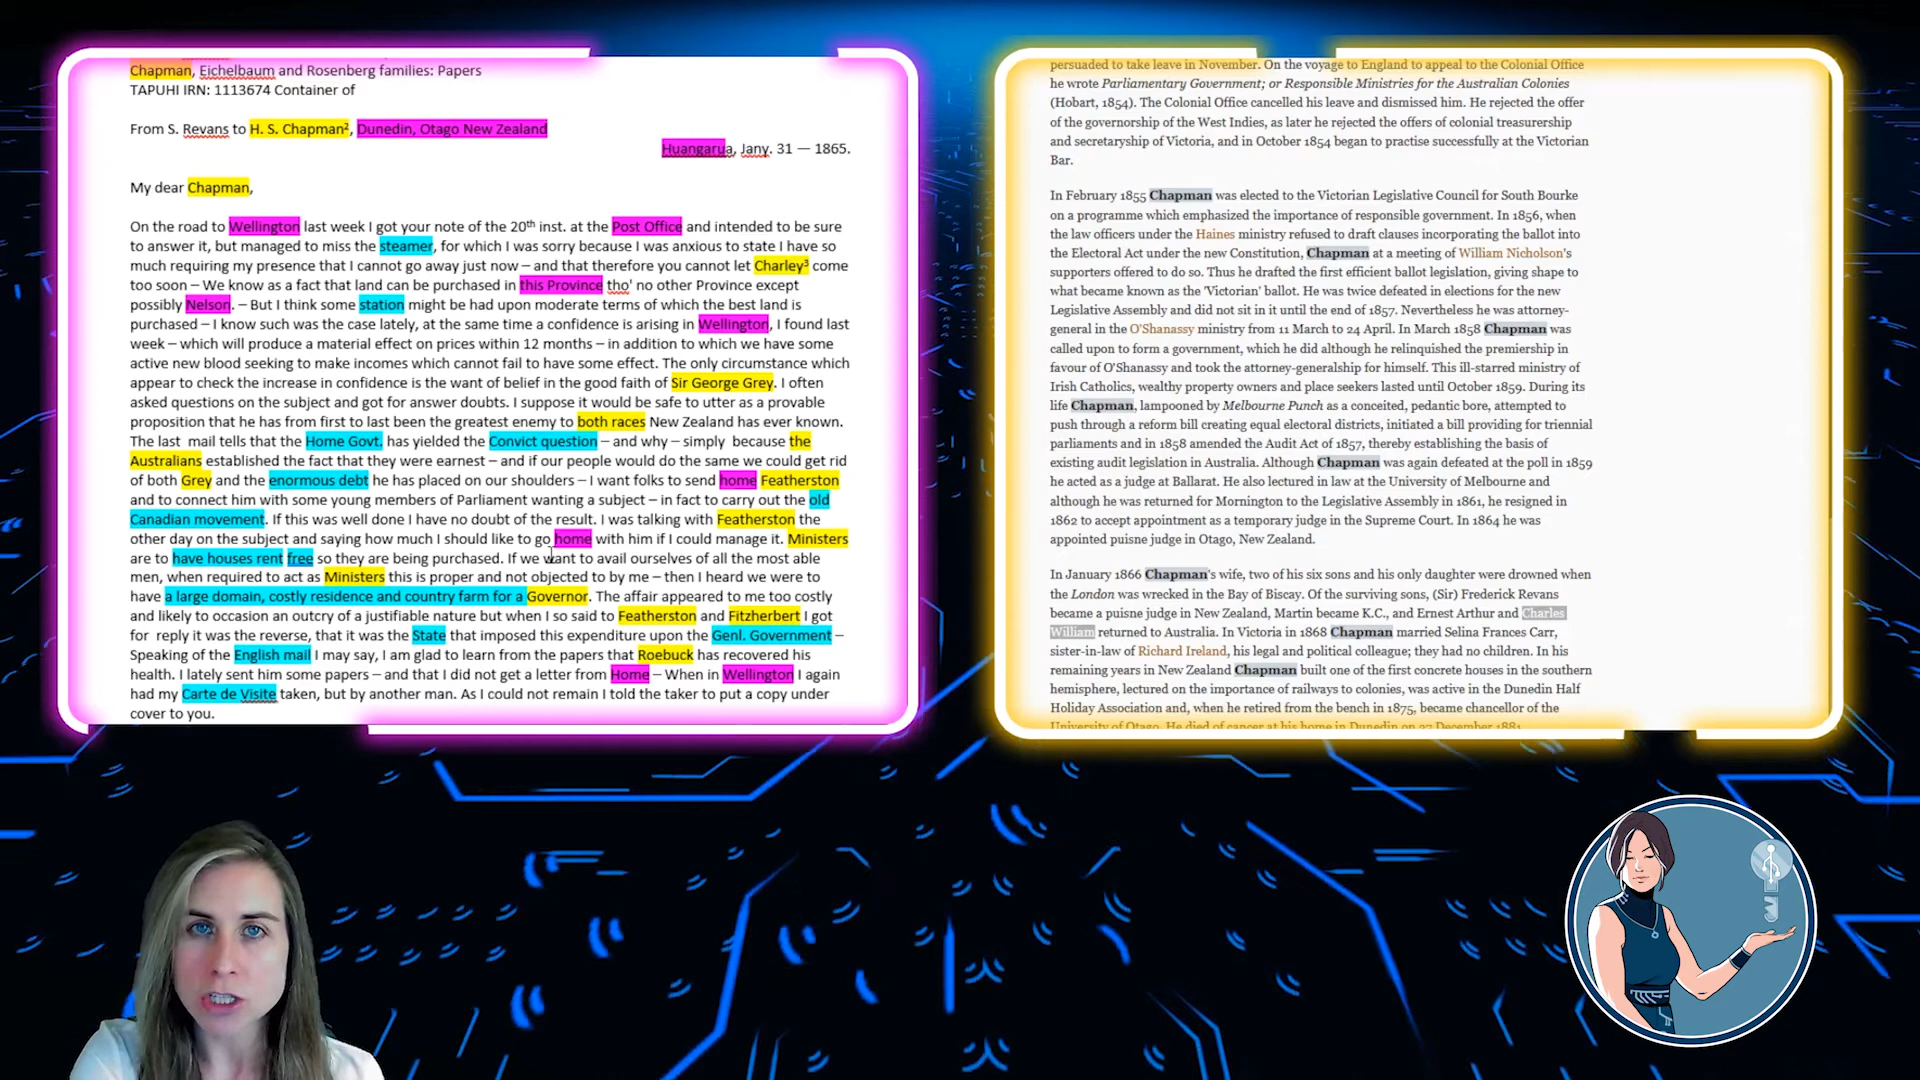 Chapman, Eichelbaum and Rosenberg families: Papers
TAPUHI IRN: 1113674 Container of
From S. Revans to H. S. Chapman², Dunedin, Otago New Zealand
Huangarua, Jany. 31 — 1865.
My dear Chapman,
On the road to Wellington last week I got your note of the 20th inst. at the Post Office and intended to be sure
to answer it, but managed to miss the steamer, for which I was sorry because I was anxious to state I have so
much requiring my presence that I cannot go away just now – and that therefore you cannot let Charley³ come
too soon – We know as a fact that land can be purchased in this Province tho' no other Province except
possibly Nelson. – But I think some station might be had upon moderate terms of which the best land is
purchased – I know such was the case lately, at the same time a confidence is arising in Wellington, I found last
week – which will produce a material effect on prices within 12 months – in addition to which we have some
active new blood seeking to make incomes which cannot fail to have some effect. The only circumstance which
appear to check the increase in confidence is the want of belief in the good faith of Sir George Grey. I often
asked questions on the subject and got for answer doubts. I suppose it would be safe to utter as a provable
proposition that he has from first to last been the greatest enemy to both races New Zealand has ever known.
The last mail tells that the Home Govt. has yielded the Convict question – and why – simply because the
Australians established the fact that they were earnest – and if our people would do the same we could get rid
of both Grey and the enormous debt he has placed on our shoulders – I want folks to send home Featherston
and to connect him with some young members of Parliament wanting a subject – in fact to carry out the old
Canadian movement. If this was well done I have no doubt of the result. I was talking with Featherston the
other day on the subject and saying how much I should like to go home with him if I could manage it. Ministers
are to have houses rent free so they are being purchased. If we want to avail ourselves of all the most able
men, when required to act as Ministers this is proper and not objected to by me – then I heard we were to
have a large domain, costly residence and country farm for a Governor. The affair appeared to me too costly
and likely to occasion an outcry of a justifiable nature but when I so said to Featherston and Fitzherbert I got
for reply it was the reverse, that it was the State that imposed this expenditure upon the Genl. Government –
Speaking of the English mail I may say, I am glad to learn from the papers that Roebuck has recovered his
health. I lately sent him some papers – and that I did not get a letter from Home – When in Wellington I again
had my Carte de Visite taken, but by another man. As I could not remain I told the taker to put a copy under
cover to you.
persuaded to take leave in November. On the voyage to England to appeal to the Colonial Office
he wrote Parliamentary Government; or Responsible Ministries for the Australian Colonies
(Hobart, 1854). The Colonial Office cancelled his leave and dismissed him. He rejected the offer
of the governorship of the West Indies, as later he rejected the offers of colonial treasurership
and secretaryship of Victoria, and in October 1854 began to practise successfully at the Victorian
Bar.
In February 1855 Chapman was elected to the Victorian Legislative Council for South Bourke
on a programme which emphasized the importance of responsible government. In 1856, when
the law officers under the Haines ministry refused to draft clauses incorporating the ballot into
the Electoral Act under the new Constitution, Chapman at a meeting of William Nicholson's
supporters offered to do so. Thus he drafted the first efficient ballot legislation, giving shape to
what became known as the 'Victorian' ballot. He was twice defeated in elections for the new
Legislative Assembly and did not sit in it until the end of 1857. Nevertheless he was attorney-
general in the O'Shanassy ministry from 11 March to 24 April. In March 1858 Chapman was
called upon to form a government, which he did although he relinquished the premiership in
favour of O'Shanassy and took the attorney-generalship for himself. This ill-starred ministry of
Irish Catholics, wealthy property owners and place seekers lasted until October 1859. During its
life Chapman, lampooned by Melbourne Punch as a conceited, pedantic bore, attempted to
push through a reform bill creating equal electoral districts, initiated a bill providing for triennial
parliaments and in 1858 amended the Audit Act of 1857, thereby establishing the basis of
existing audit legislation in Australia. Although Chapman was again defeated at the poll in 1859
he acted as a judge at Ballarat. He also lectured in law at the University of Melbourne and
although he was returned for Mornington to the Legislative Assembly in 1861, he resigned in
1862 to accept appointment as a temporary judge in the Supreme Court. In 1864 he was
appointed puisne judge in Otago, New Zealand.
In January 1866 Chapman's wife, two of his six sons and his only daughter were drowned when
the London was wrecked in the Bay of Biscay. Of the surviving sons, (Sir) Frederick Revans
became a puisne judge in New Zealand, Martin became K.C., and Ernest Arthur and Charles
William returned to Australia. In Victoria in 1868 Chapman married Selina Frances Carr,
sister-in-law of Richard Ireland, his legal and political colleague; they had no children. In his
remaining years in New Zealand Chapman built one of the first concrete houses in the southern
hemisphere, lectured on the importance of railways to colonies, was active in the Dunedin Half
Holiday Association and, when he retired from the bench in 1875, became chancellor of the
University of Otago. He died of cancer at his home in Dunedin on 27 December 1881